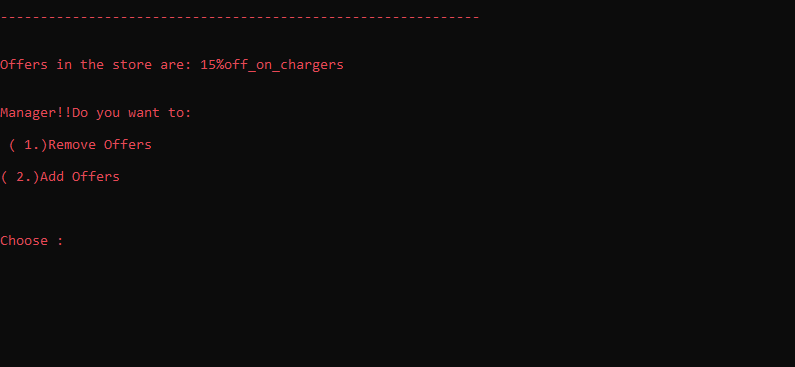 ------------------------------------------------------------
Offers in the store are: 15%off_on_chargers
Manager!!Do you want to:
( 1.)Remove Offers
( 2.)Add Offers
Choose :